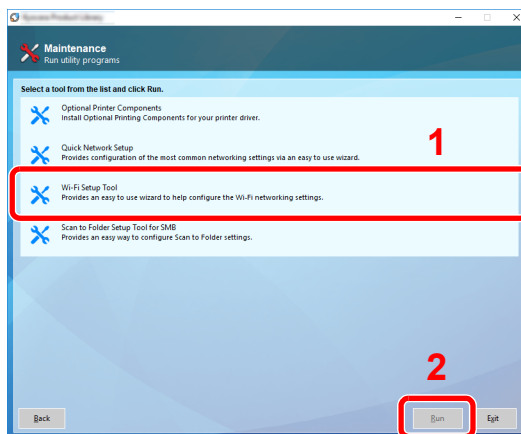 Maintenance
Run utility programs
Select a tool from the list and click Run.
Optional Printer Components
Install Optional Printing Components for your printer driver.
1
Quick Network Setup
Provides configuration of the most common networking settings via an easy to use wizard.
Wi-Fi Setup Tool
Provides an easy to use wizard to help configure the Wi-Fi networking settings.
Scan to Folder Setup Tool for SMB
Provides an easy way to configure Scan to Folder settings.
2
Back
Run
Exit